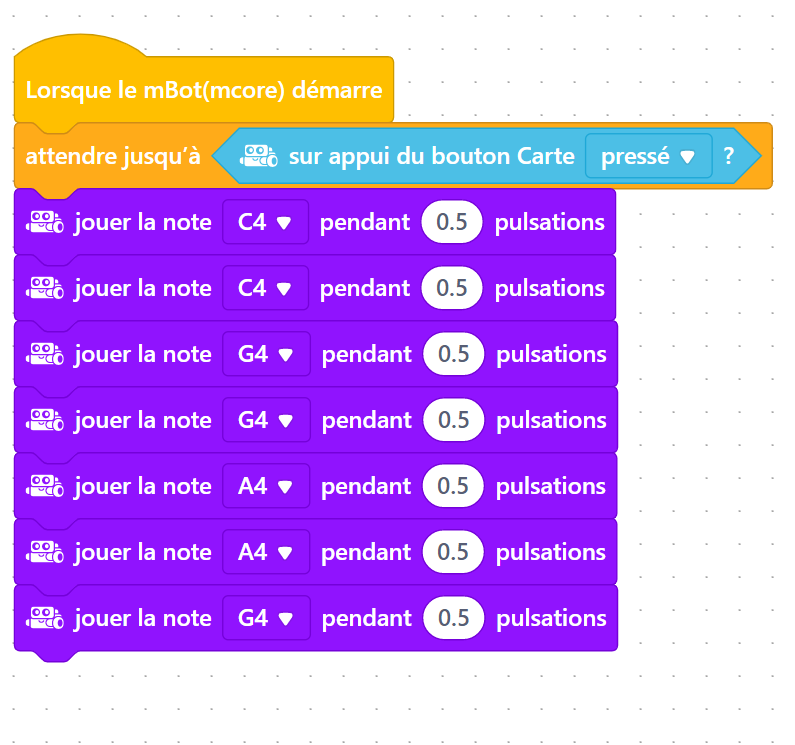 Lorsque le mBot(mcore) démarre
attendre jusqu’à sur appui du bouton Carte pressé ?
jouer la note C4 pendant 0.5 pulsations
jouer la note C4 pendant 0.5 pulsations
jouer la note G4 pendant 0.5 pulsations
jouer la note G4 pendant 0.5 pulsations
jouer la note A4 pendant 0.5 pulsations
jouer la note A4 pendant 0.5 pulsations
jouer la note G4 pendant 0.5 pulsations